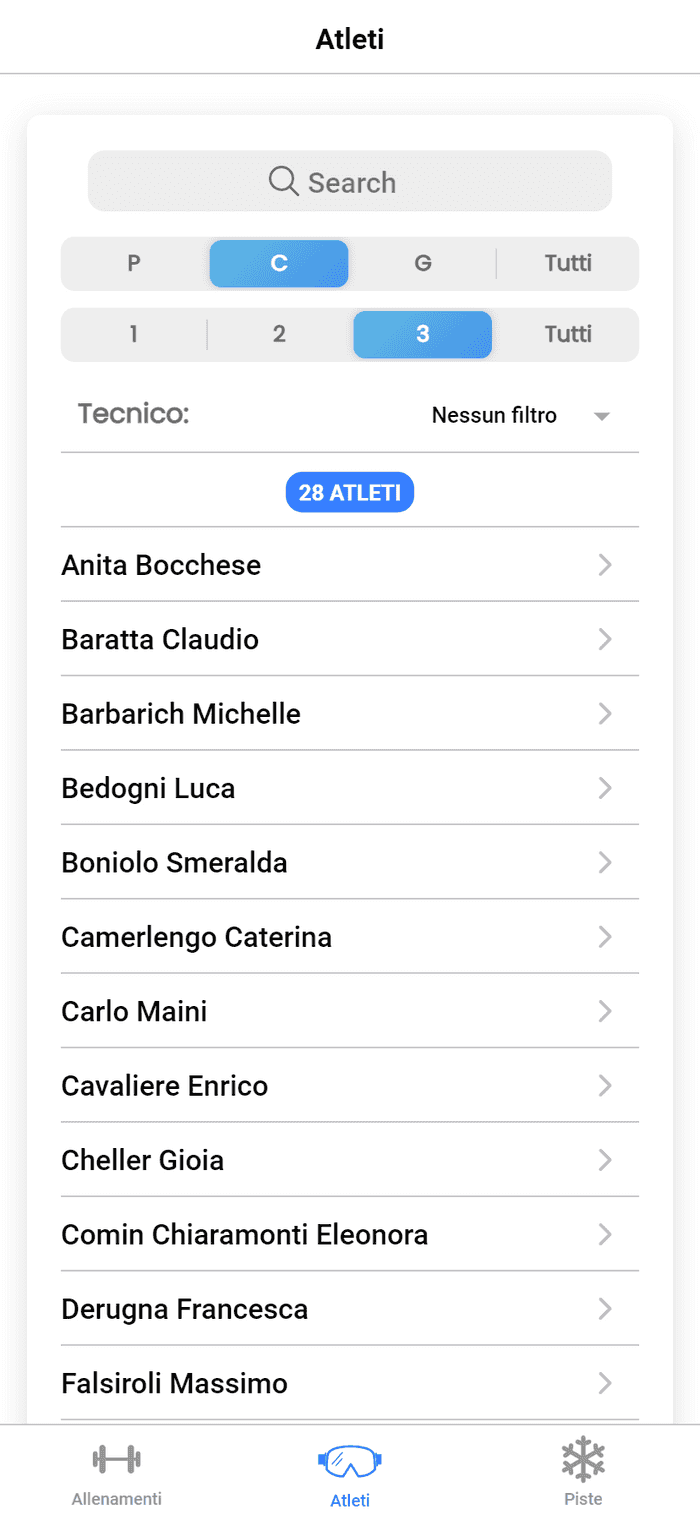 Atleti
Search
P C G Tutti
1 2 3 Tutti
Tecnico: Nessun filtro
28 ATLETI
Anita Bocchese
Baratta Claudio
Barbarich Michelle
Bedogni Luca
Boniolo Smeralda
Camerlengo Caterina
Carlo Maini
Cavaliere Enrico
Cheller Gioia
Comin Chiaramonti Eleonora
Derugna Francesca
Falsiroli Massimo
Allenamenti Atleti Piste